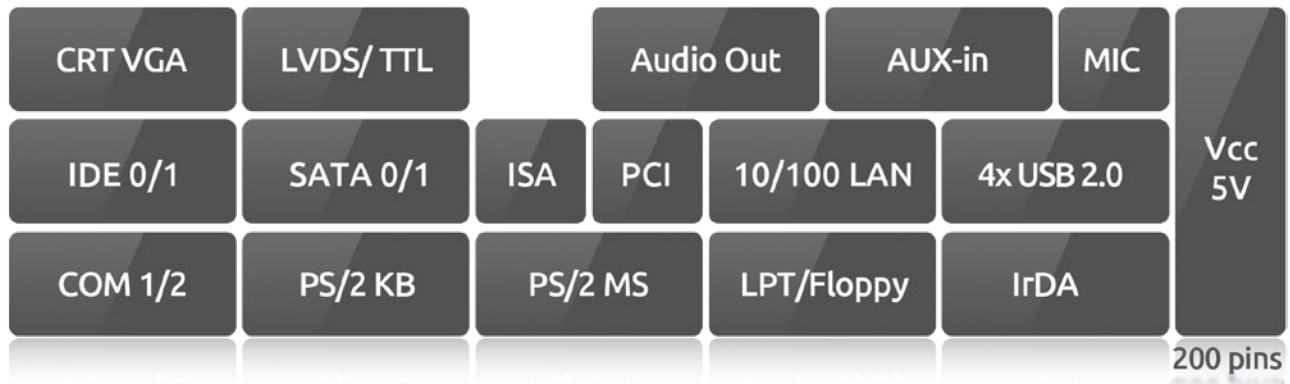 CRT VGA
LVDS/ TTL
Audio Out
AUX-in
MIC
IDE 0/1
SATA 0/1
ISA
PCI
10/100 LAN
4x USB 2.0
Vcc
5V
COM 1/2
PS/2 KB
PS/2 MS
LPT/Floppy
IrDA
200 pins